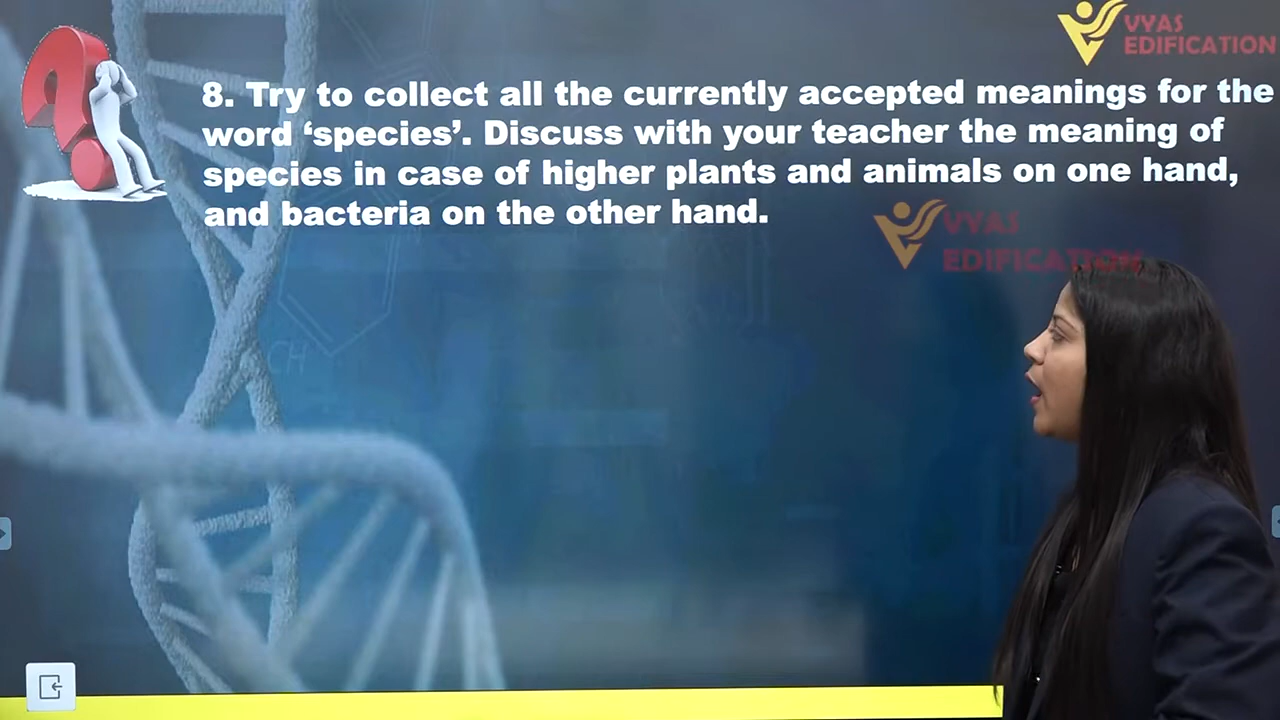 VYAS
EDIFICATION
8. Try to collect all the currently accepted meanings for the
word ‘species’. Discuss with your teacher the meaning of
species in case of higher plants and animals on one hand,
and bacteria on the other hand.
VYAS
EDIFICATION
CH